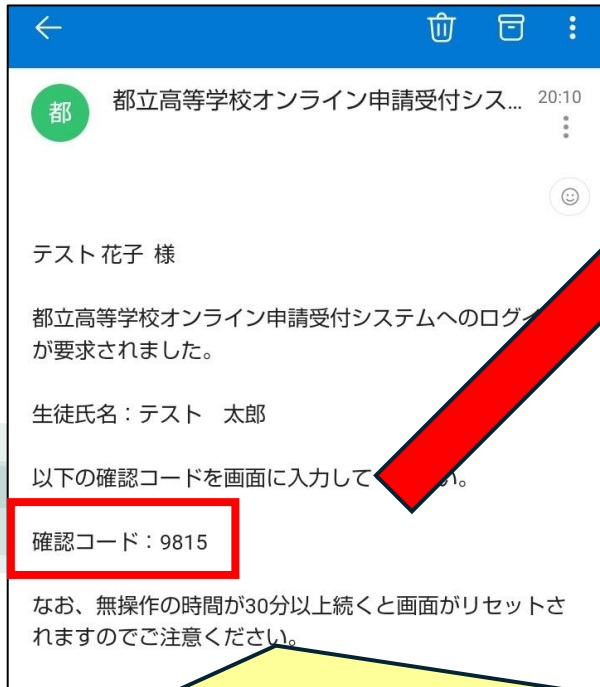 都立高等学校オンライン申請受付シス... 20:10
都
テスト 花子 様
都立高等学校オンライン申請受付システムへのログイ
が要求されました。
生徒氏名：テスト　太郎
以下の確認コードを画面に入力して い。
確認コード：9815
なお、無操作の時間が30分以上続くと画面がリセットさ
れますのでご注意ください。